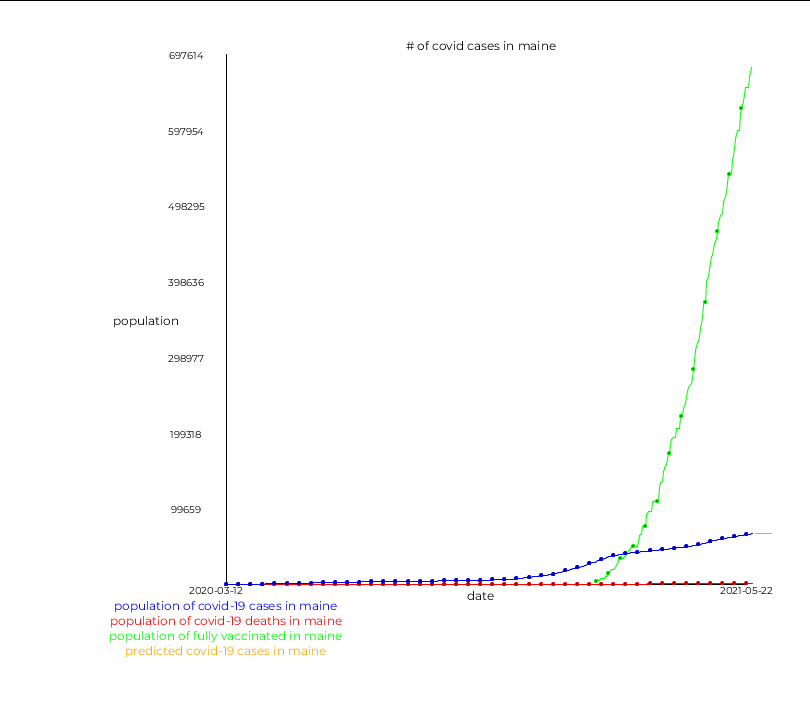 # of covid cases in maine
697614
597954
498295
398636
population
298977
199318
99659
2020-03-12
2021-05-22
date
population of covid-19 cases in maine
population of covid-19 deaths in maine
population of fully vaccinated in maine
predicted covid-19 cases in maine